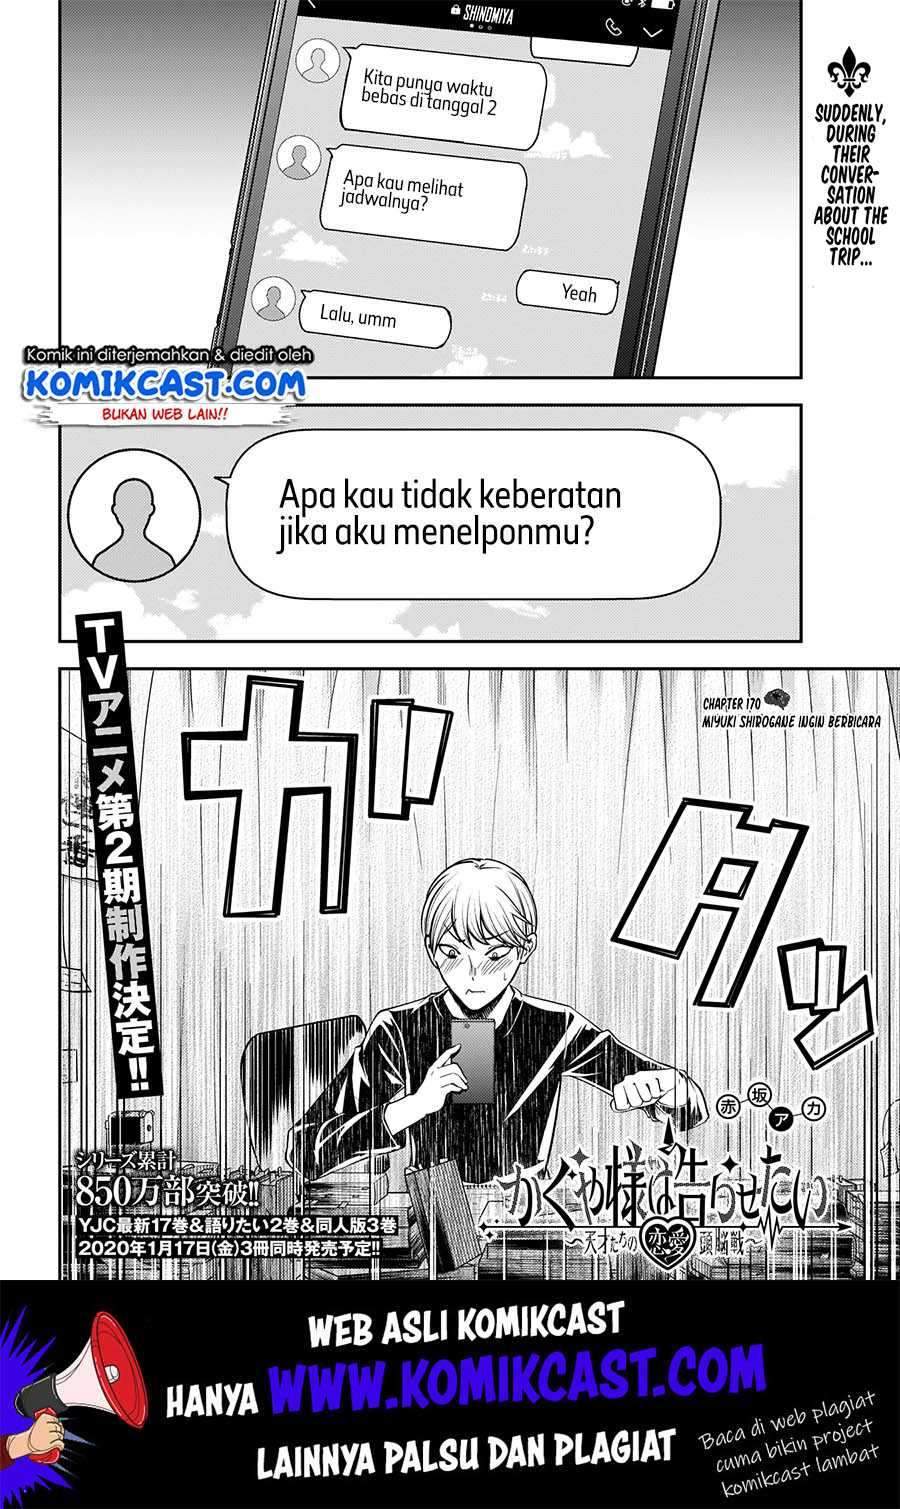 SHINOMIYA
SUDDENLY,
DURING
THEIR
CONVER-
SATION
ABOUT THE
SCHOOL
TRIP...
Kita punya waktu
bebas di tanggal 2
Apa kau melihat
jadwalnya?
Yeah
Lalu, umm
Komik ini diterjemahkan & diedit oleh
KOMIKCAST.COM
BUKAN WEB LAIN!!
Apa kau tidak keberatan
jika aku menelponmu?
TVアニメ第2期制作決定!!
CHAPTER 170
MIYUKI SHIROGANE INGIN BERBICARA
ガタッ
赤坂アカ
かぐや様は告らせたい
～天才たちの恋愛頭脳戦～
シリーズ累計
850万部突破!!
YJC最新17巻&語りたい2巻&同人版3巻
2020年1月17日(金)3冊同時発売予定!!
WEB ASLI KOMIKCAST
HANYA WWW.KOMIKCAST.COM
LAINNYA PALSU DAN PLAGIAT
Baca di web plagiat
cuma bikin project
komikcast lambat